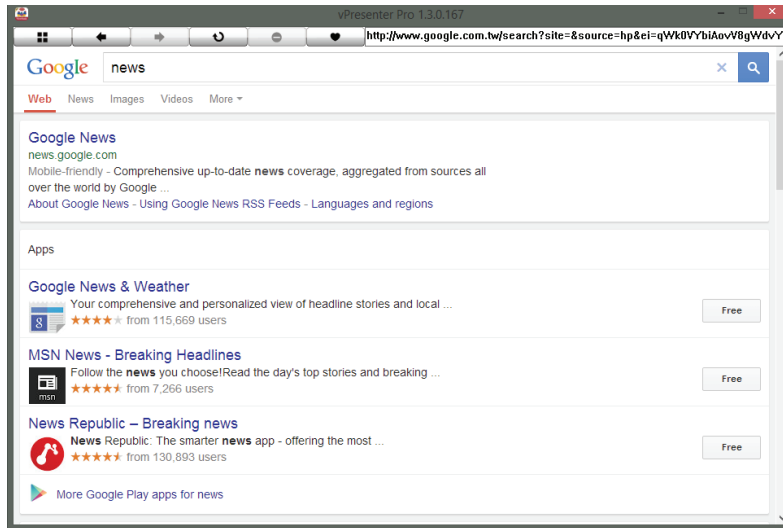 vPresenter Pro 1.3.0.167
http://www.google.com.tw/search?site=&source=hp&ei=qWk0VYbiAovV8gWdvY
Google news
Web News Images Videos More
Google News
news.google.com
Mobile-friendly - Comprehensive up-to-date news coverage, aggregated from sources all
over the world by Google ...
About Google News - Using Google News RSS Feeds - Languages and regions
Apps
Google News & Weather
Your comprehensive and personalized view of headline stories and local ...
from 115,669 users
Free
MSN News - Breaking Headlines
Follow the news you choose!Read the day's top stories and breaking ...
msn
from 7,266 users
Free
News Republic – Breaking news
News Republic: The smarter news app - offering the most ...
from 130,893 users
Free
More Google Play apps for news